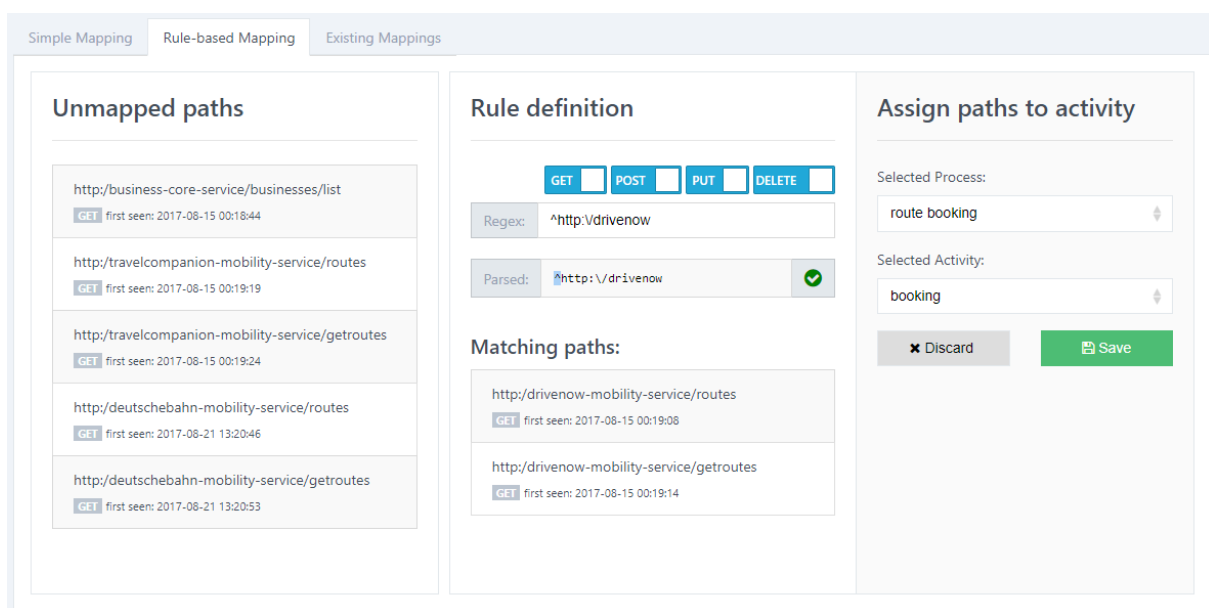 Simple Mapping
Rule-based Mapping
Existing Mappings
Unmapped paths
http:/business-core-service/businesses/list
GET first seen: 2017-08-15 00:18:44
http:/travelcompanion-mobility-service/routes
GET first seen: 2017-08-15 00:19:19
http:/travelcompanion-mobility-service/getroutes
GET first seen: 2017-08-15 00:19:24
http:/deutschebahn-mobility-service/routes
GET first seen: 2017-08-21 13:20:46
http:/deutschebahn-mobility-service/getroutes
GET first seen: 2017-08-21 13:20:53
Rule definition
GET POST PUT DELETE
Regex: ^http:\/drivenow
Parsed: ^http:\/drivenow
Matching paths:
http:/drivenow-mobility-service/routes
GET first seen: 2017-08-15 00:19:08
http:/drivenow-mobility-service/getroutes
GET first seen: 2017-08-15 00:19:14
Assign paths to activity
Selected Process:
route booking
Selected Activity:
booking
Discard
Save